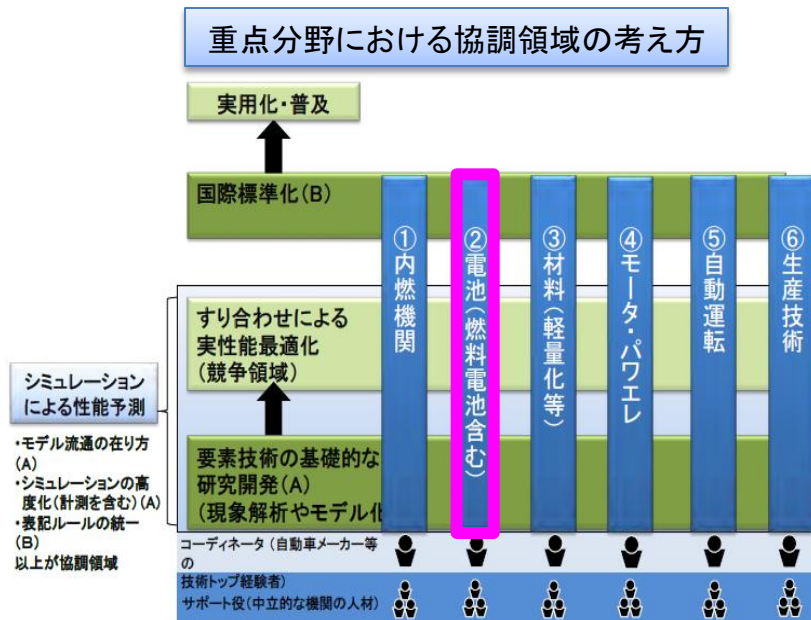 重点分野における協調領域の考え方
実用化・普及
国際標準化(B)
すり合わせによる
実性能最適化
(競争領域)
要素技術の基礎的な
研究開発(A)
(現象解析やモデル化
①内燃機関
②電池(燃料電池含む)
③材料(軽量化等)
④モータ・パワエレ
⑤自動運転
⑥生産技術
シミュレーション
による性能予測
・モデル流通の在り方
(A)
・シミュレーションの高
度化(計測を含む)(A)
・表記ルールの統一
(B)
以上が協調領域
コーディネータ(自動車メーカー等
の
技術トップ経験者)
サポート役(中立的な機関の人材)